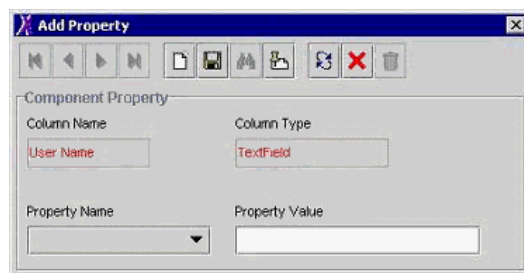 Add Property
Component Property
Column Name Column Type
User Name TextField
Property Name Property Value